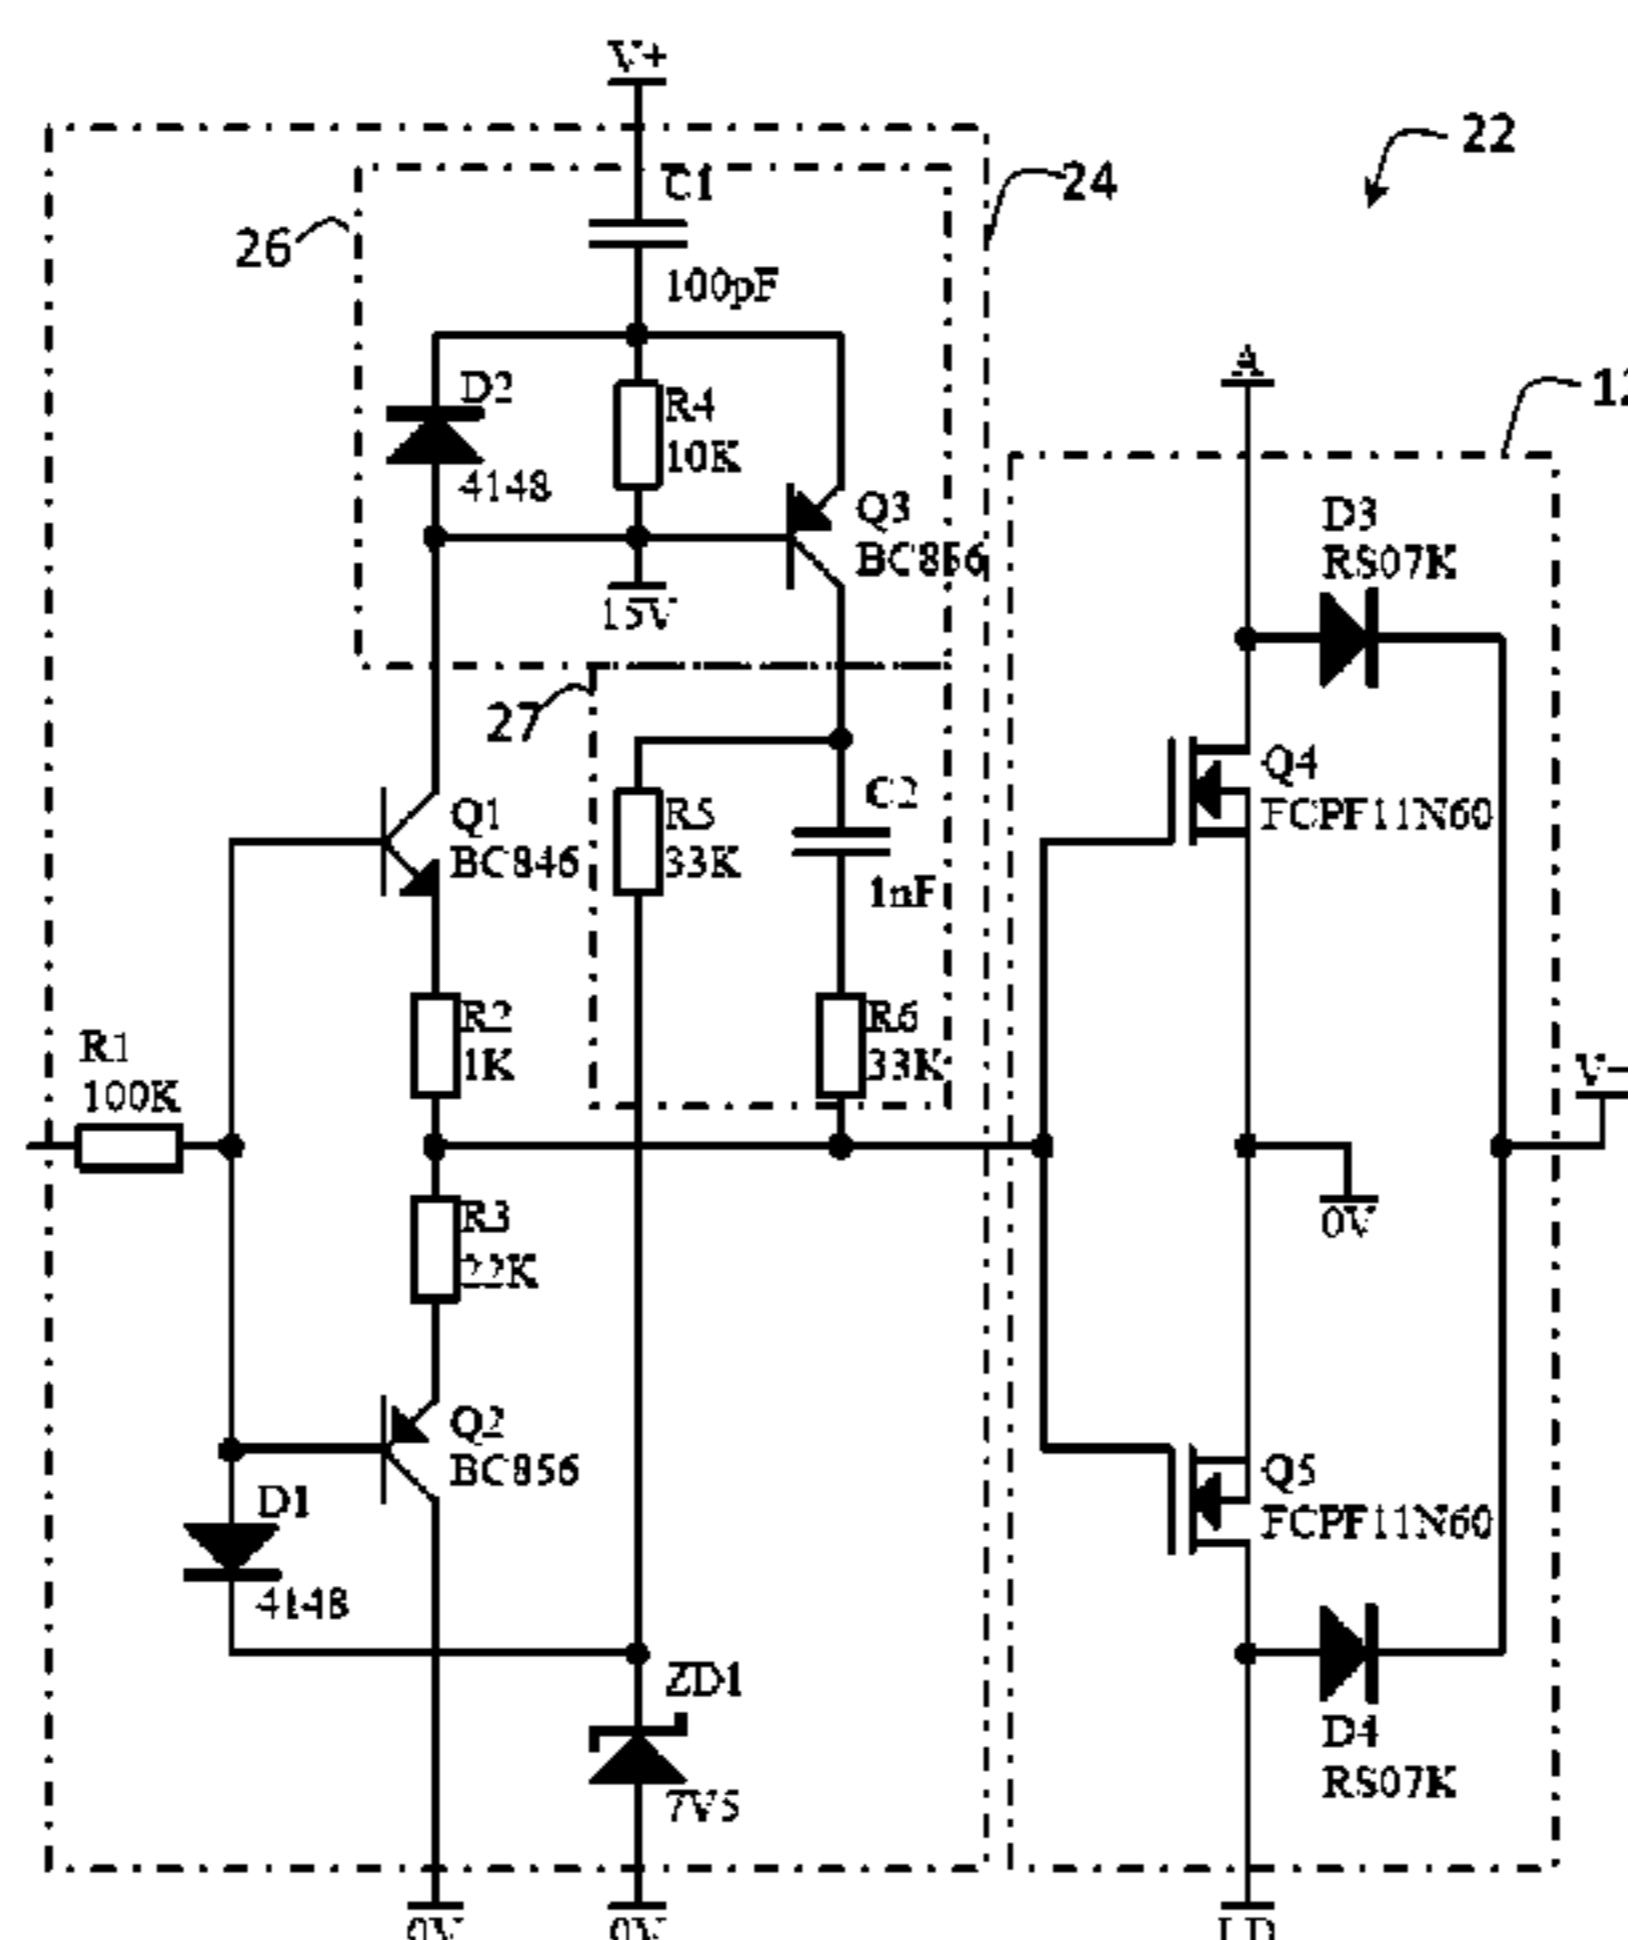 V+
22
C1
24
26
100pF
A
D2
R4
10K
4148
Q3
BC856
D3
RS07K
15V
27
Q4
FCPF11N60
C2
Q1
BC846
R5
33K
1nF
R1
100K
R2
1K
R6
33K
0V
R3
22K
Q2
BC856
Q5
FCPF11N60
D1
4148
ZD1
7V5
D4
RS07K
0V
0V